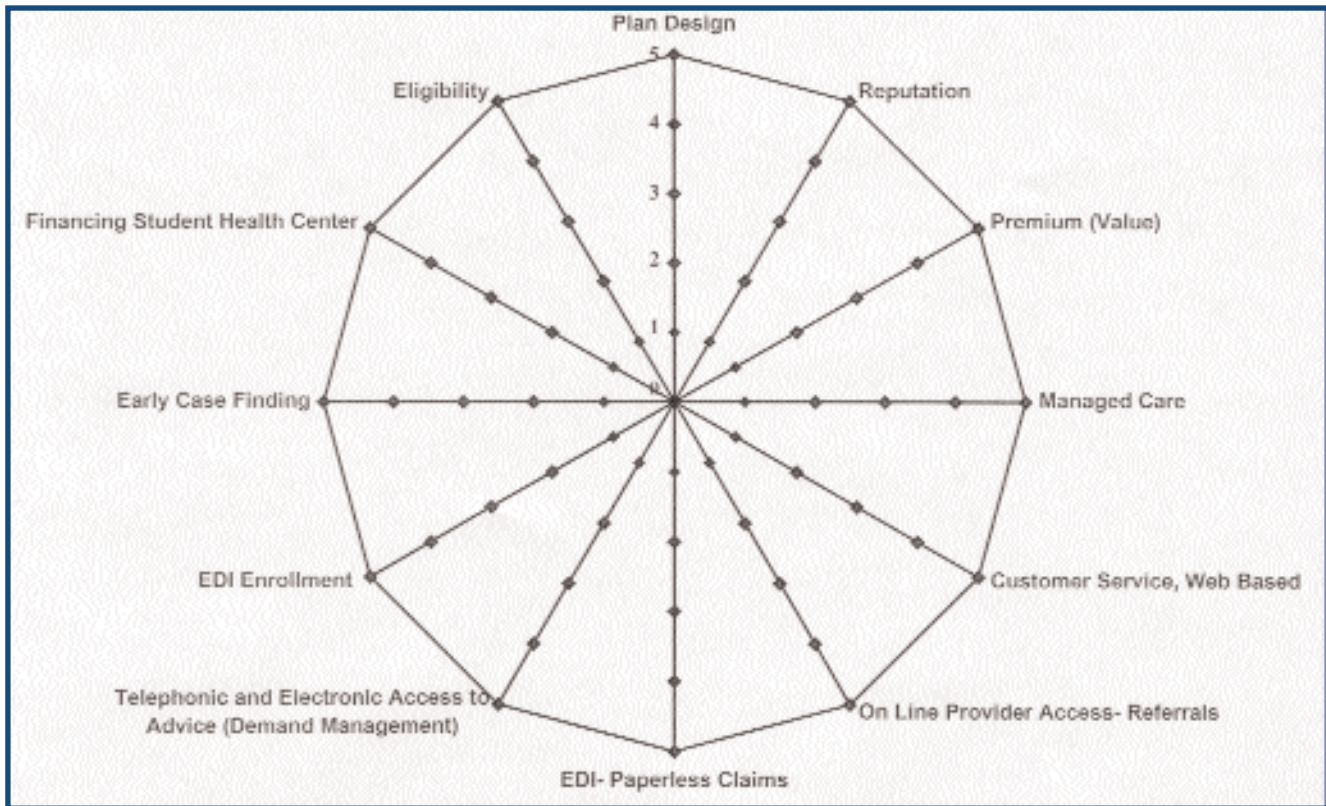 Plan Design
5
Eligibility
Reputation
4
3
Financing Student Health Center
Premium (Value)
2
1
0
Early Case Finding
Managed Care
EDI Enrollment
Customer Service, Web Based
Telephonic and Electronic Access to
Advice (Demand Management)
On Line Provider Access- Referrals
EDI- Paperless Claims